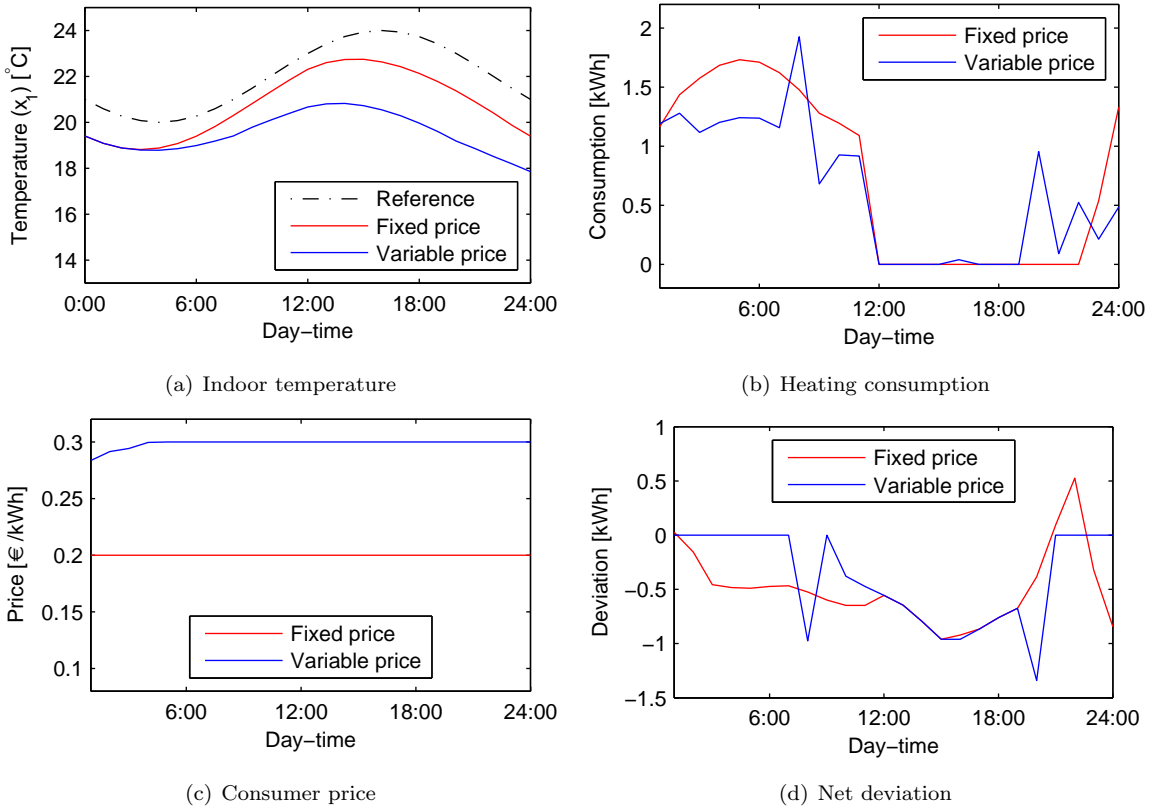 24
22
20
18
16
14
Temperature (x₁) [°C]
Reference
Fixed price
Variable price
0:00 6:00 12:00 18:00 24:00
Day−time
(a) Indoor temperature
2
1.5
1
0.5
0
Consumption [kWh]
Fixed price
Variable price
6:00 12:00 18:00 24:00
Day−time
(b) Heating consumption
0.3
0.25
0.2
0.15
0.1
Price [€/kWh]
Fixed price
Variable price
6:00 12:00 18:00 24:00
Day−time
(c) Consumer price
1
0.5
0
−0.5
−1
−1.5
Deviation [kWh]
Fixed price
Variable price
6:00 12:00 18:00 24:00
Day−time
(d) Net deviation